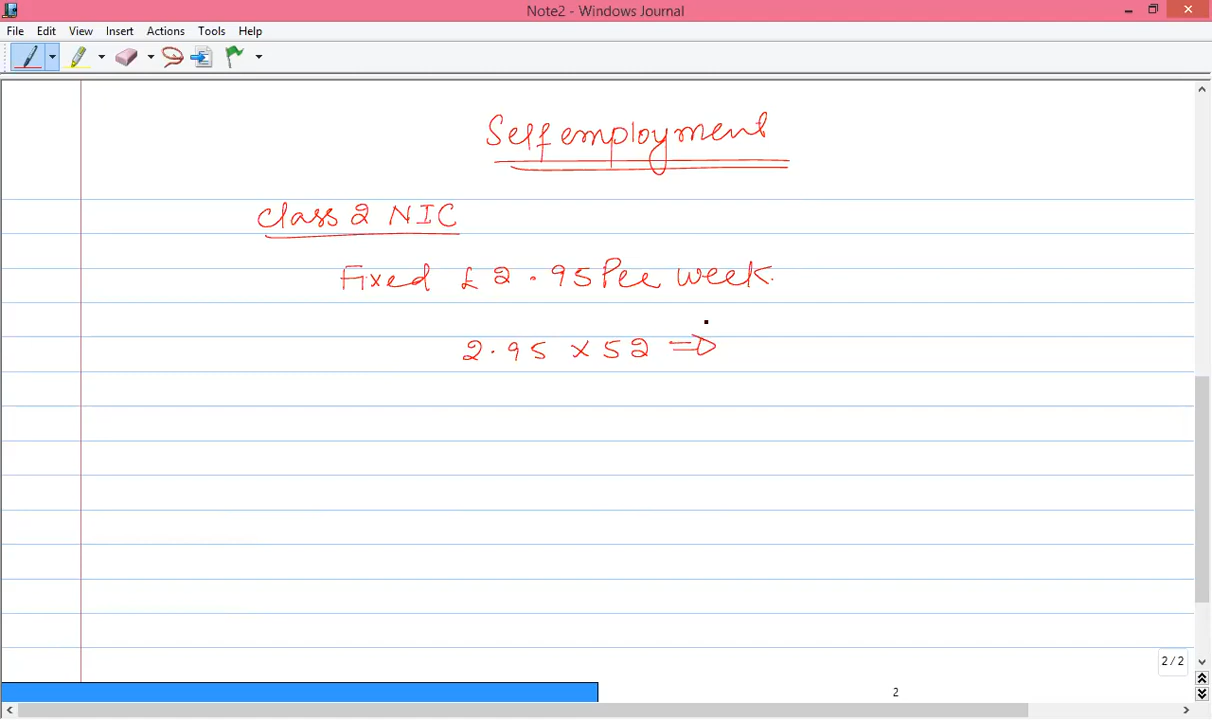 Note2 - Windows Journal
File Edit View Insert Actions Tools Help
Self employment
Class 2 NIC
Fixed £ 2.95 Per week.
2.95 x 52 ⇒
2 / 2
2